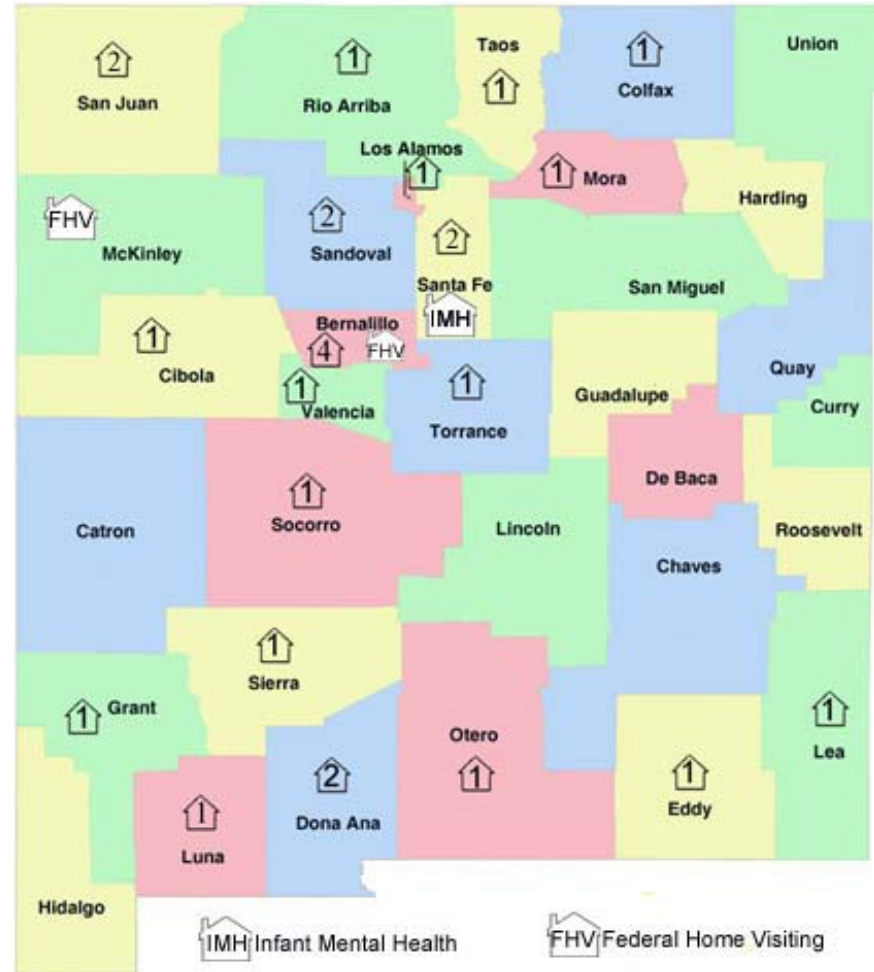 2
San Juan
1
Rio Arriba
Taos
1
1
Colfax
Union
Los Alamos
1
1
Mora
Harding
FHV
McKinley
2
Sandoval
2
Santa Fe
IMH
San Miguel
1
Cibola
Bernalillo
4
FHV
1
Valencia
1
Torrance
Guadalupe
Quay
Curry
De Baca
Roosevelt
Catron
1
Socorro
Lincoln
Chaves
1
Sierra
1
Grant
Otero
1
1
Lea
1
Luna
2
Dona Ana
1
Eddy
Hidalgo
IMH Infant Mental Health
FHV Federal Home Visiting